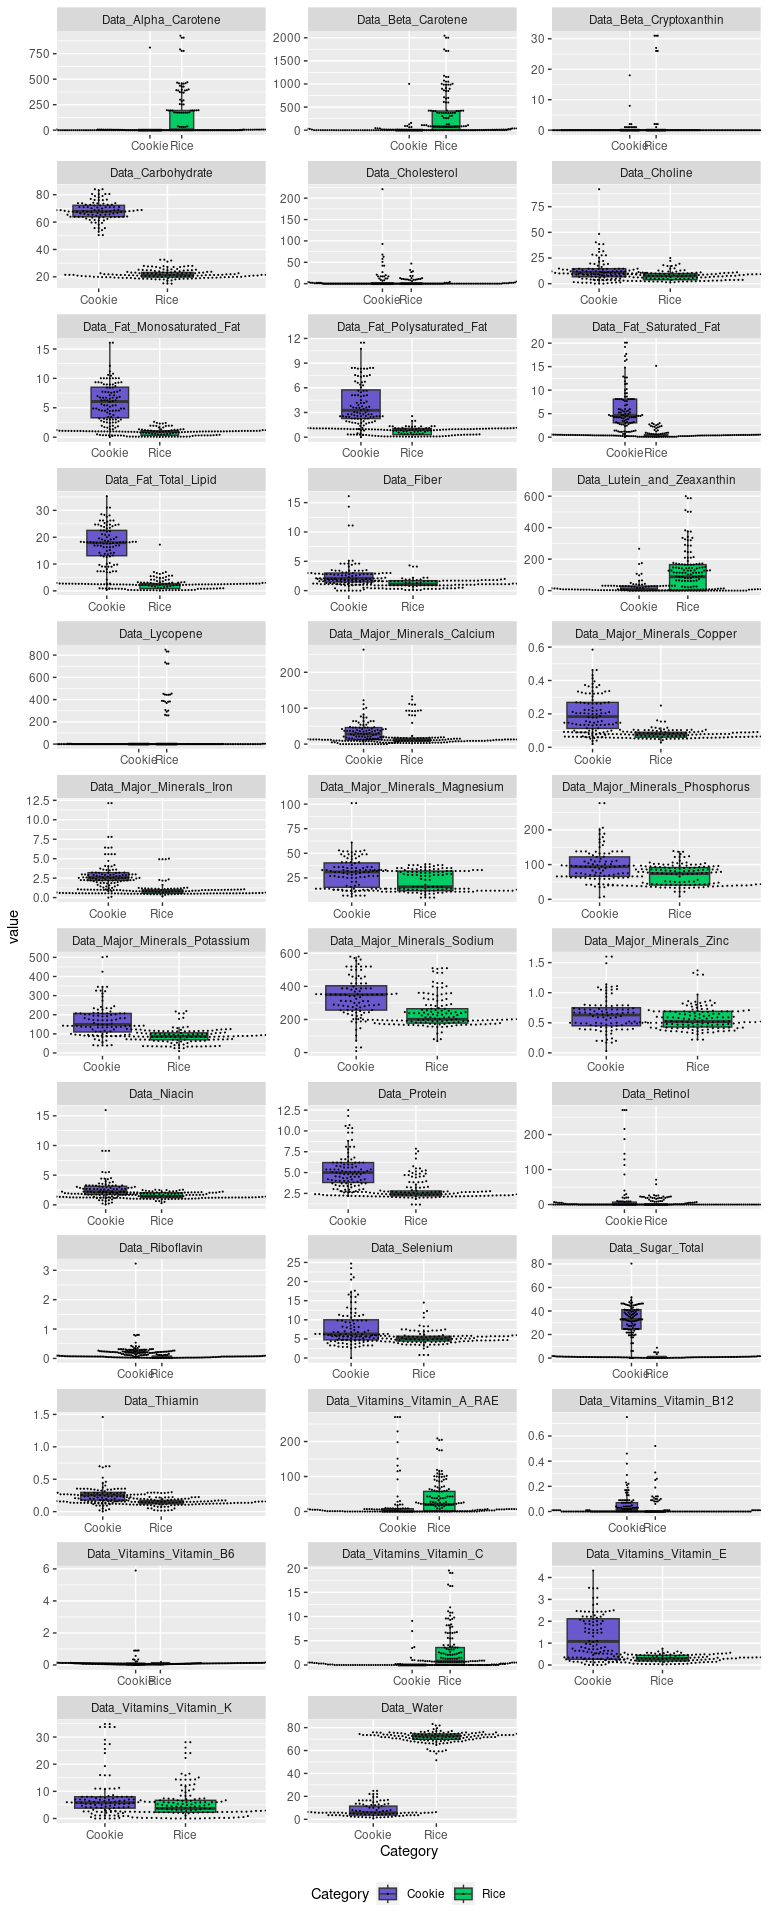 Data_Alpha_Carotene Data_Beta_Carotene Data_Beta_Cryptoxanthin
750 500 250 0
2000 1500 1000 500 0
30 20 10 0
Cookie Rice Cookie Rice Cookie Rice
Data_Carbohydrate Data_Cholesterol Data_Choline
80 60 40 20
200 150 100 50 0
75 50 25 0
Cookie Rice Cookie Rice Cookie Rice
Data_Fat_Monosaturated_Fat Data_Fat_Polysaturated_Fat Data_Fat_Saturated_Fat
15 10 5 0
12 9 6 3 0
20 15 10 5 0
Cookie Rice Cookie Rice Cookie Rice
Data_Fat_Total_Lipid Data_Fiber Data_Lutein_and_Zeaxanthin
30 20 10 0
15 10 5 0
600 400 200 0
Cookie Rice Cookie Rice Cookie Rice
Data_Lycopene Data_Major_Minerals_Calcium Data_Major_Minerals_Copper
800 600 400 200 0
200 100 0
0.6 0.4 0.2 0.0
Cookie Rice Cookie Rice Cookie Rice
Data_Major_Minerals_Iron Data_Major_Minerals_Magnesium Data_Major_Minerals_Phosphorus
12.5 10.0 7.5 5.0 2.5 0.0
100 75 50 25
200 100 0
Cookie Rice Cookie Rice Cookie Rice
value
Data_Major_Minerals_Potassium Data_Major_Minerals_Sodium Data_Major_Minerals_Zinc
500 400 300 200 100 0
600 400 200 0
1.5 1.0 0.5 0.0
Cookie Rice Cookie Rice Cookie Rice
Data_Niacin Data_Protein Data_Retinol
15 10 5 0
12.5 10.0 7.5 5.0 2.5
200 100 0
Cookie Rice Cookie Rice Cookie Rice
Data_Riboflavin Data_Selenium Data_Sugar_Total
3 2 1 0
25 20 15 10 5 0
80 60 40 20 0
Cookie Rice Cookie Rice Cookie Rice
Data_Thiamin Data_Vitamins_Vitamin_A_RAE Data_Vitamins_Vitamin_B12
1.5 1.0 0.5 0.0
200 100 0
0.6 0.4 0.2 0.0
Cookie Rice Cookie Rice Cookie Rice
Data_Vitamins_Vitamin_B6 Data_Vitamins_Vitamin_C Data_Vitamins_Vitamin_E
6 4 2 0
20 15 10 5 0
4 3 2 1 0
Cookie Rice Cookie Rice Cookie Rice
Data_Vitamins_Vitamin_K Data_Water
30 20 10 0
80 60 40 20 0
Cookie Rice Cookie Rice
Category
Category Cookie Rice